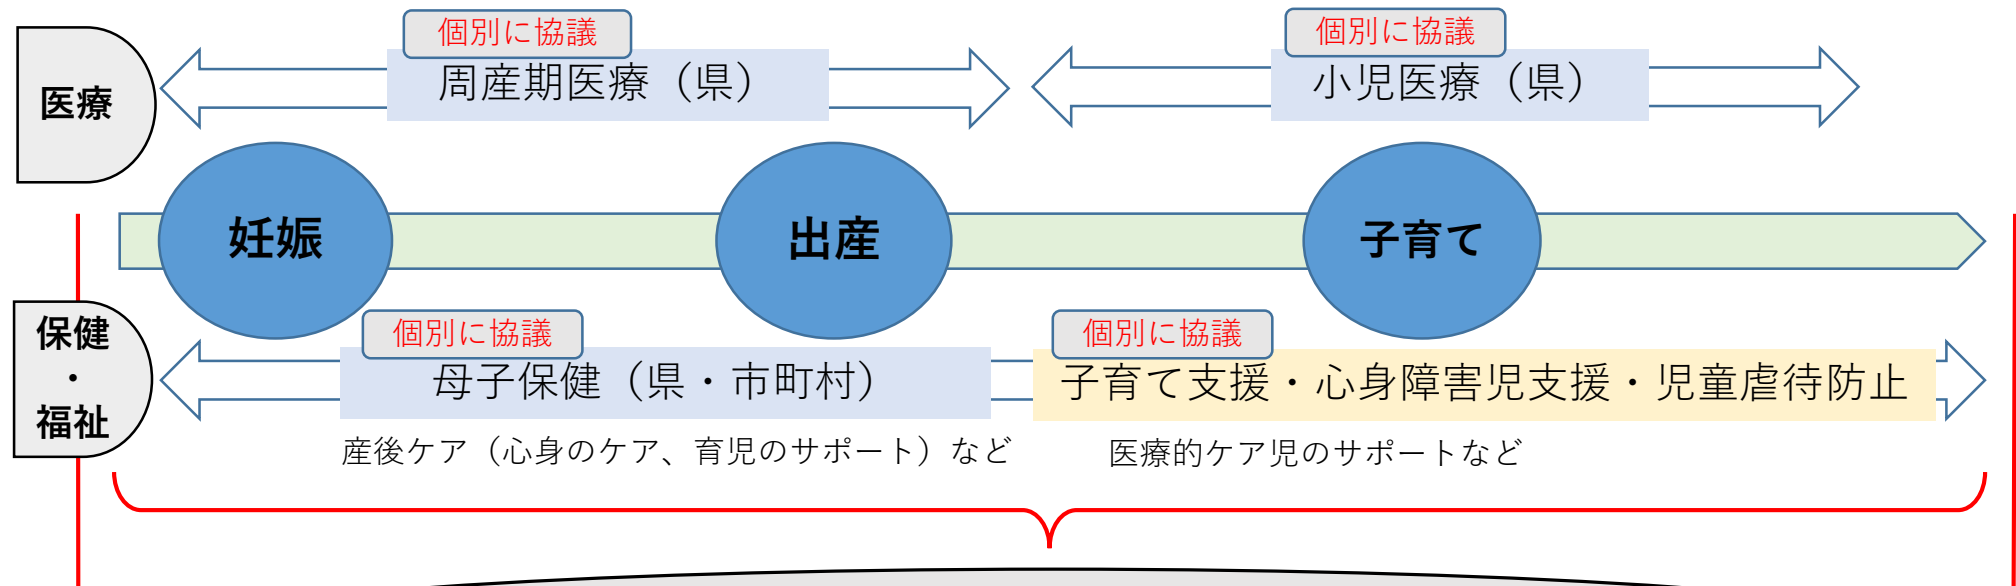 個別に協議
個別に協議
医療
周産期医療（県）
小児医療（県）
妊娠
出産
子育て
保健
・
福祉
個別に協議
個別に協議
母子保健（県・市町村）
子育て支援・心身障害児支援・児童虐待防止
産後ケア（心身のケア、育児のサポート）など
医療的ケア児のサポートなど